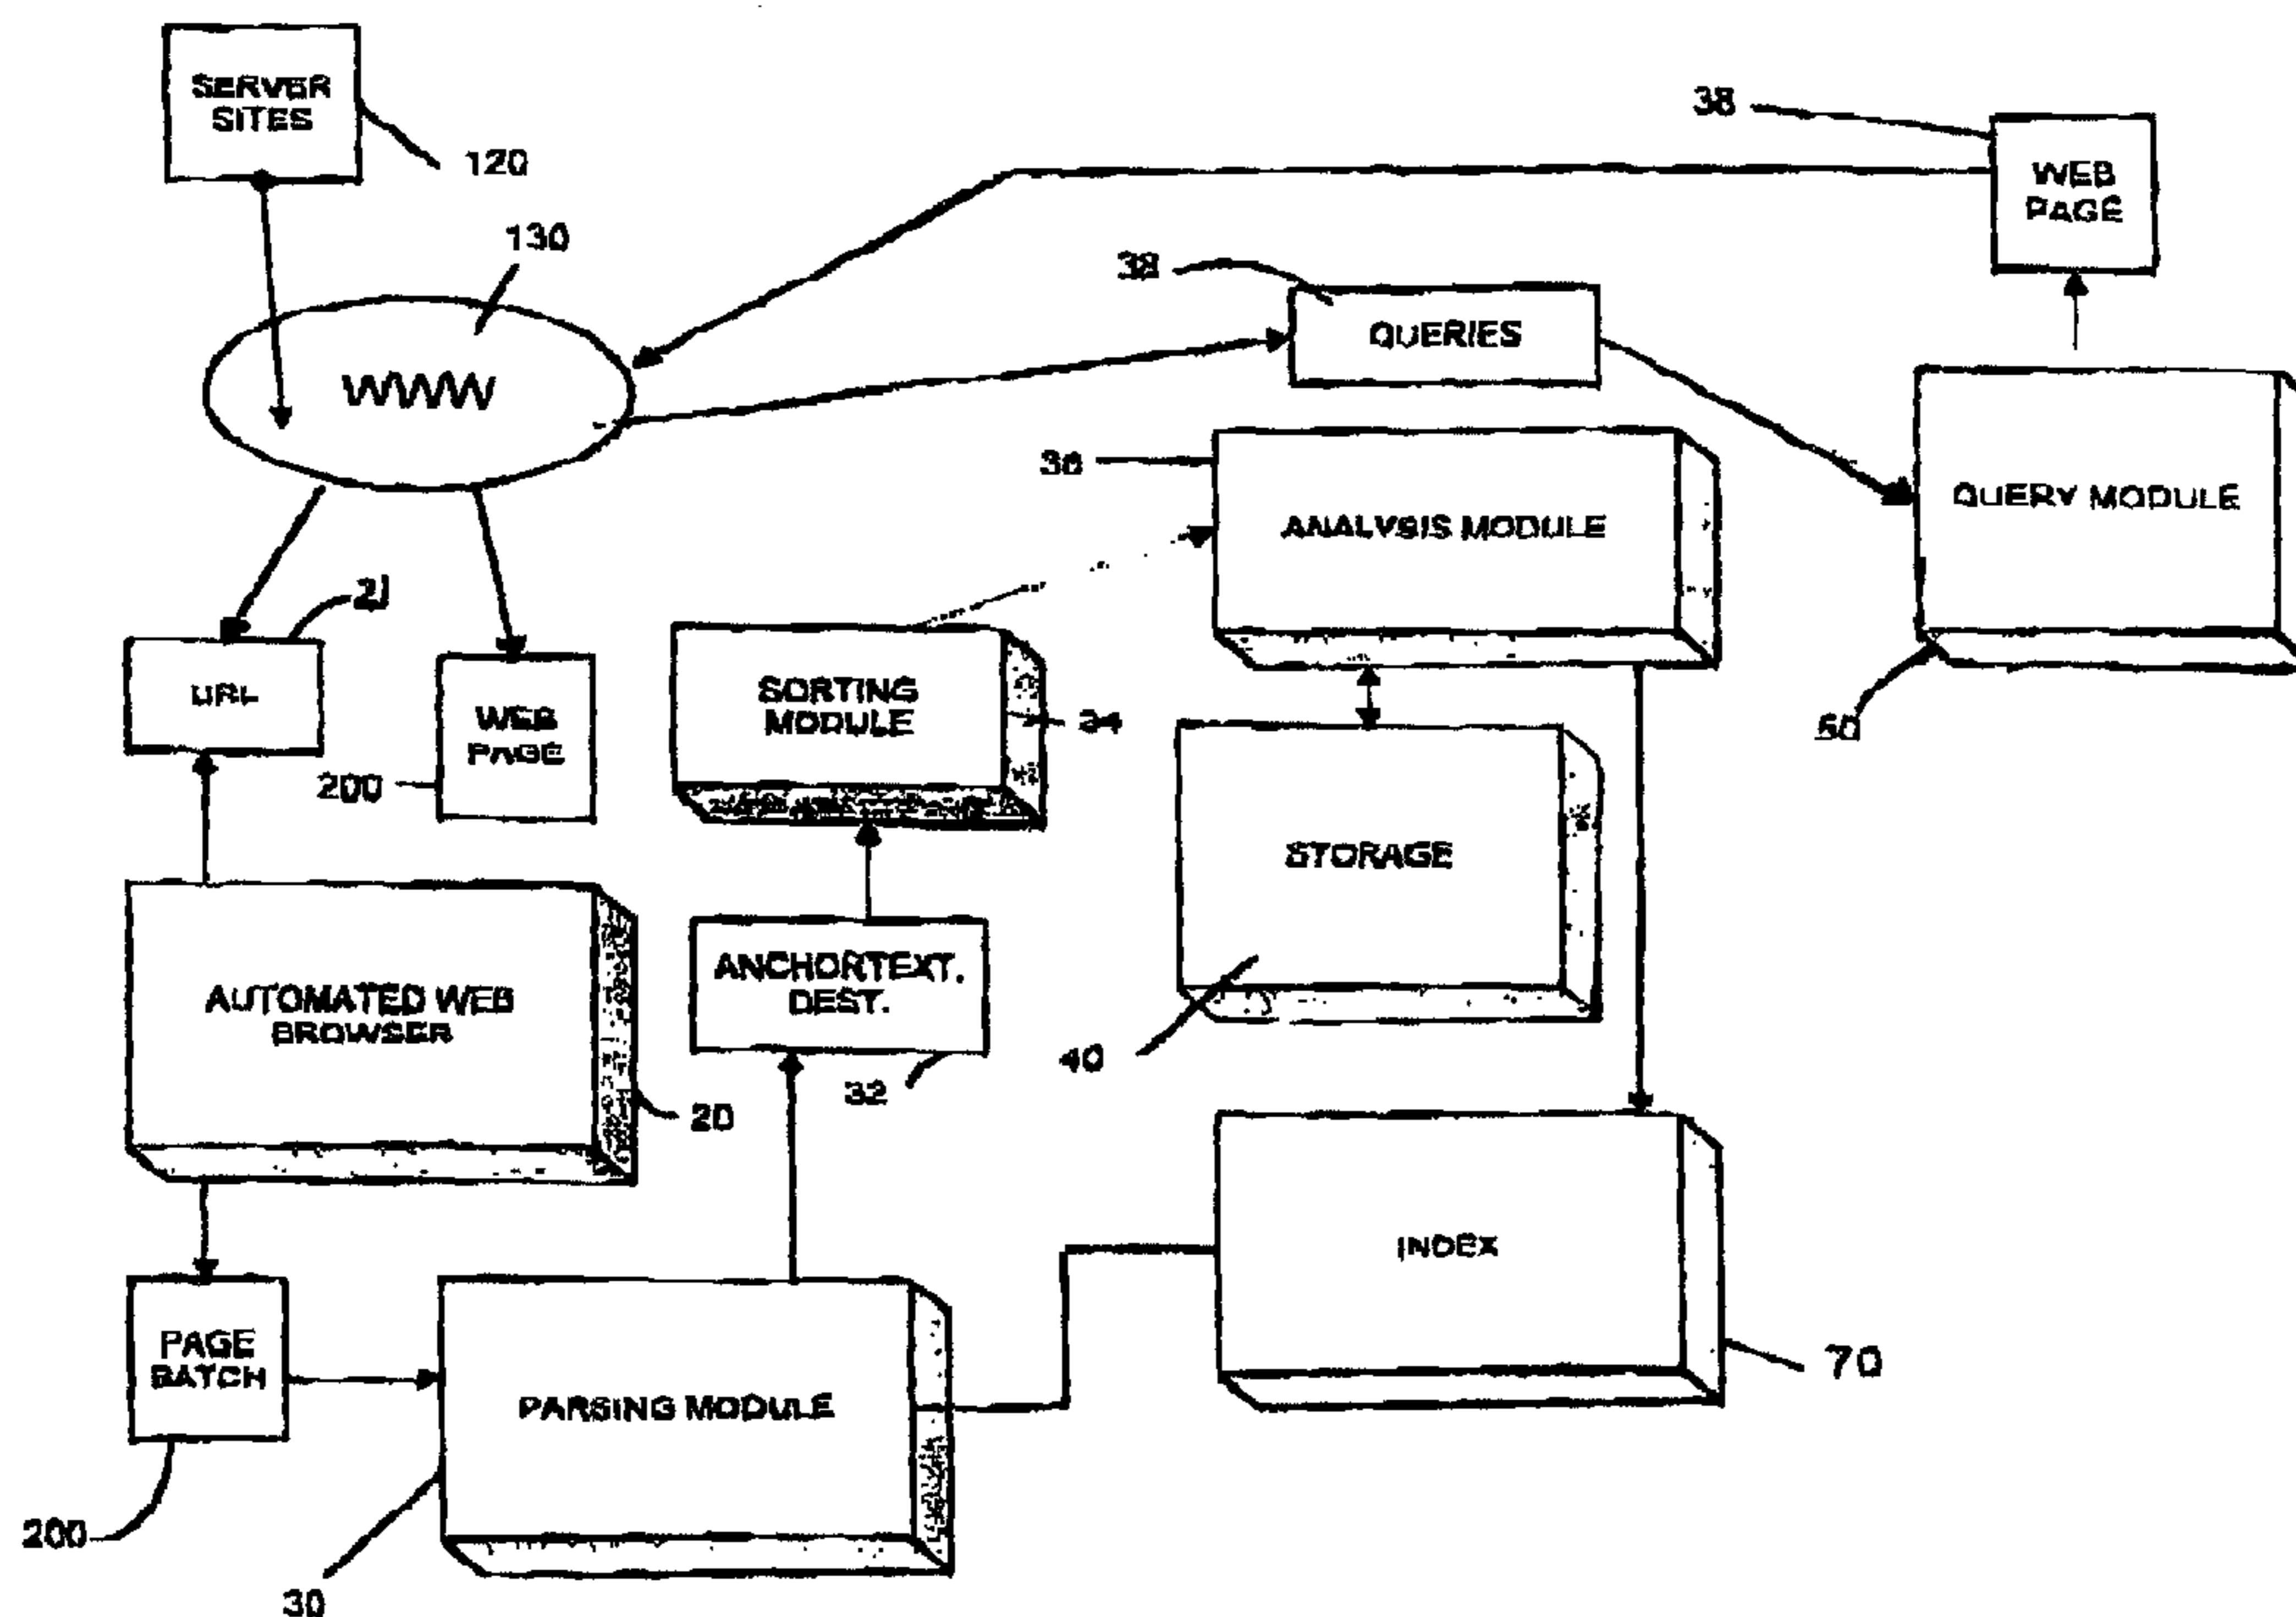 SERVER
SITES
120
130
WWW
38
WEB
PAGE
38
QUERIES
36
ANALYSIS MODULE
QUERY MODULE
21
URL
WEB
PAGE
200
SORTING
MODULE
34
STORAGE
40
AUTOMATED WEB
BROWSER
20
ANCHORTEXT.
DEST.
32
INDEX
70
PAGE
BATCH
200
PARSING MODULE
30